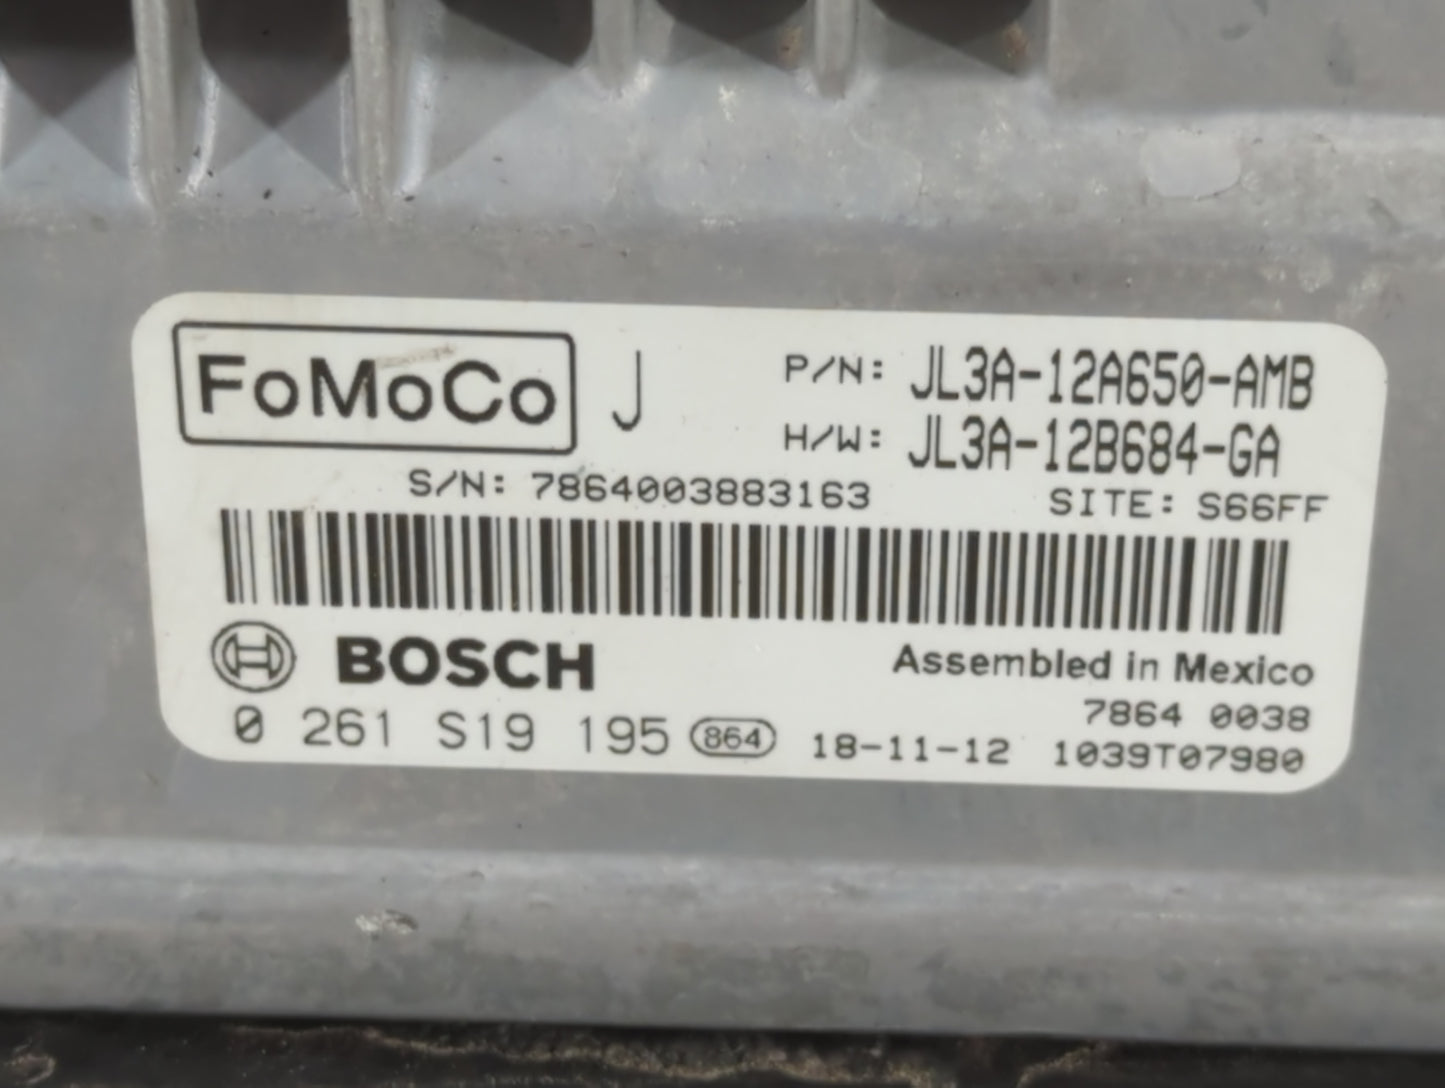 FoMoCo J P/N: JL3A-12A650-AMB
H/W: JL3A-12B684-GA
S/N: 7864003883163 SITE: S66FF
BOSCH Assembled in Mexico
7864 0038
0 261 S19 195 864 18-11-12 1039T07980